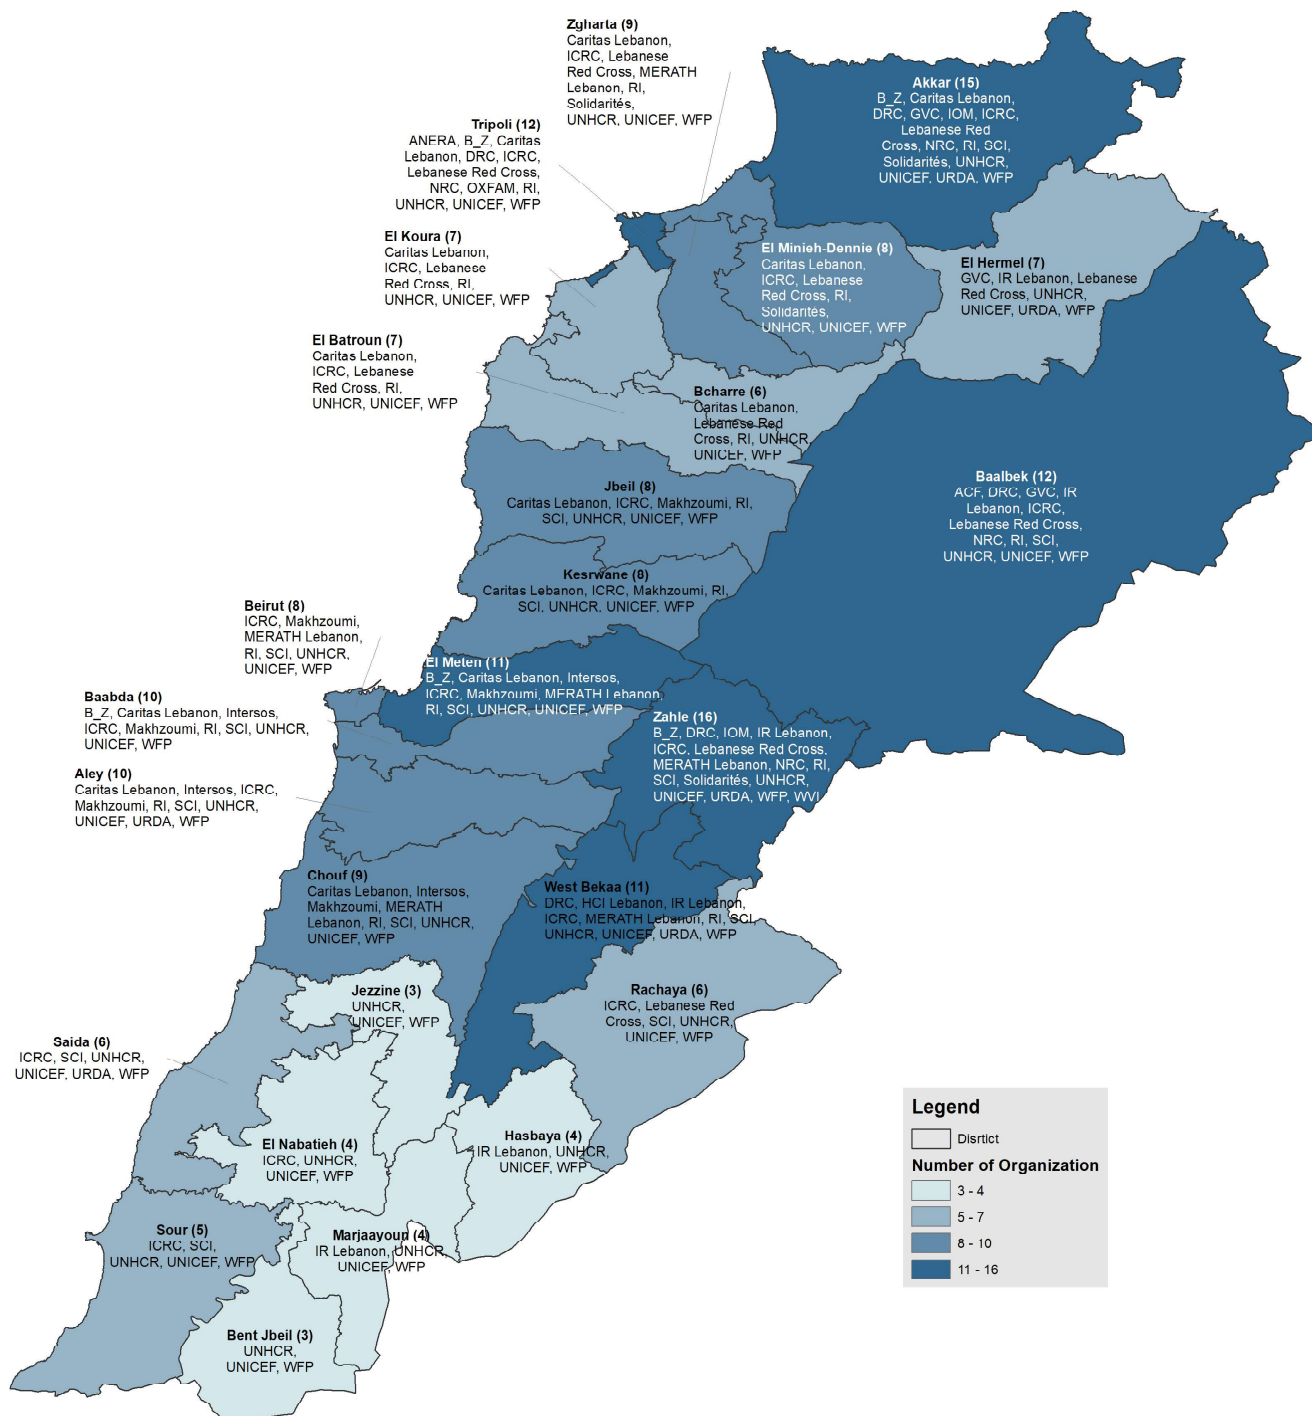 Zgharta (9)
Caritas Lebanon,
ICRC, Lebanese
Red Cross, MERATH
Lebanon, RI,
Solidarités,
UNHCR, UNICEF, WFP
Akkar (15)
B_Z, Caritas Lebanon,
DRC, GVC, IOM, ICRC,
Lebanese Red
Cross, NRC, RI, SCI,
Solidarités, UNHCR,
UNICEF, URDA, WFP
Tripoli (12)
ANERA, B_Z, Caritas
Lebanon, DRC, ICRC,
Lebanese Red Cross,
NRC, OXFAM, RI,
UNHCR, UNICEF, WFP
El Koura (7)
Caritas Lebanon,
ICRC, Lebanese
Red Cross, RI,
UNHCR, UNICEF, WFP
El Minieh-Dennie (8)
Caritas Lebanon,
ICRC, Lebanese
Red Cross, RI,
Solidarités,
UNHCR, UNICEF, WFP
El Hermel (7)
GVC, IR Lebanon, Lebanese
Red Cross, UNHCR,
UNICEF, URDA, WFP
El Batroun (7)
Caritas Lebanon,
ICRC, Lebanese
Red Cross, RI,
UNHCR, UNICEF, WFP
Bcharre (6)
Caritas Lebanon,
Lebanese Red
Cross, RI, UNHCR,
UNICEF, WFP
Baalbek (12)
ACF, DRC, GVC, IR
Lebanon, ICRC,
Lebanese Red Cross,
NRC, RI, SCI,
UNHCR, UNICEF, WFP
Jbeil (8)
Caritas Lebanon, ICRC, Makhzoumi, RI,
SCI, UNHCR, UNICEF, WFP
Kesrwane (8)
Caritas Lebanon, ICRC, Makhzoumi, RI,
SCI, UNHCR, UNICEF, WFP
Beirut (8)
ICRC, Makhzoumi,
MERATH Lebanon,
RI, SCI, UNHCR,
UNICEF, WFP
El Meten (11)
B_Z, Caritas Lebanon, Intersos,
ICRC, Makhzoumi, MERATH Lebanon,
RI, SCI, UNHCR, UNICEF, WFP
Baabda (10)
B_Z, Caritas Lebanon, Intersos,
ICRC, Makhzoumi, RI, SCI, UNHCR,
UNICEF, WFP
Zahle (16)
B_Z, DRC, IOM, IR Lebanon,
ICRC, Lebanese Red Cross,
MERATH Lebanon, NRC, RI,
SCI, Solidarités, UNHCR,
UNICEF, URDA, WFP, WVI
Aley (10)
Caritas Lebanon, Intersos, ICRC,
Makhzoumi, RI, SCI, UNHCR,
UNICEF, URDA, WFP
Chouf (9)
Caritas Lebanon, Intersos,
Makhzoumi, MERATH
Lebanon, RI, SCI, UNHCR,
UNICEF, WFP
West Bekaa (11)
DRC, HCI Lebanon, IR Lebanon,
ICRC, MERATH Lebanon, RI, SCI,
UNHCR, UNICEF, URDA, WFP
Jezzine (3)
UNHCR,
UNICEF, WFP
Rachaya (6)
ICRC, Lebanese Red
Cross, SCI, UNHCR,
UNICEF, WFP
Saida (6)
ICRC, SCI, UNHCR,
UNICEF, URDA, WFP
El Nabatieh (4)
ICRC, UNHCR,
UNICEF, WFP
Hasbaya (4)
IR Lebanon, UNHCR,
UNICEF, WFP
Sour (5)
ICRC, SCI,
UNHCR, UNICEF, WFP
Marjaayoun (4)
IR Lebanon, UNHCR,
UNICEF, WFP
Bent Jbeil (3)
UNHCR,
UNICEF, WFP
Legend
Disrtict
Number of Organization
3 - 4
5 - 7
8 - 10
11 - 16